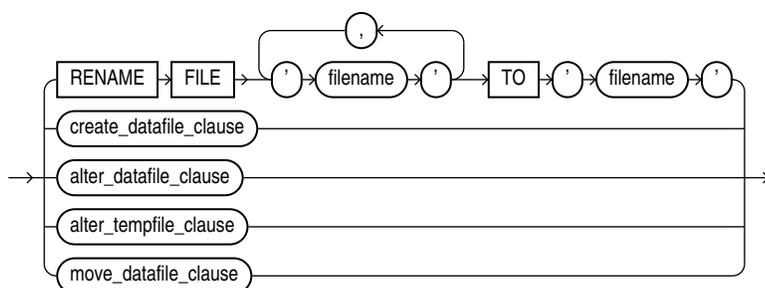 ,
RENAME FILE ' filename ' TO ' filename '
create_datafile_clause
alter_datafile_clause
alter_tempfile_clause
move_datafile_clause